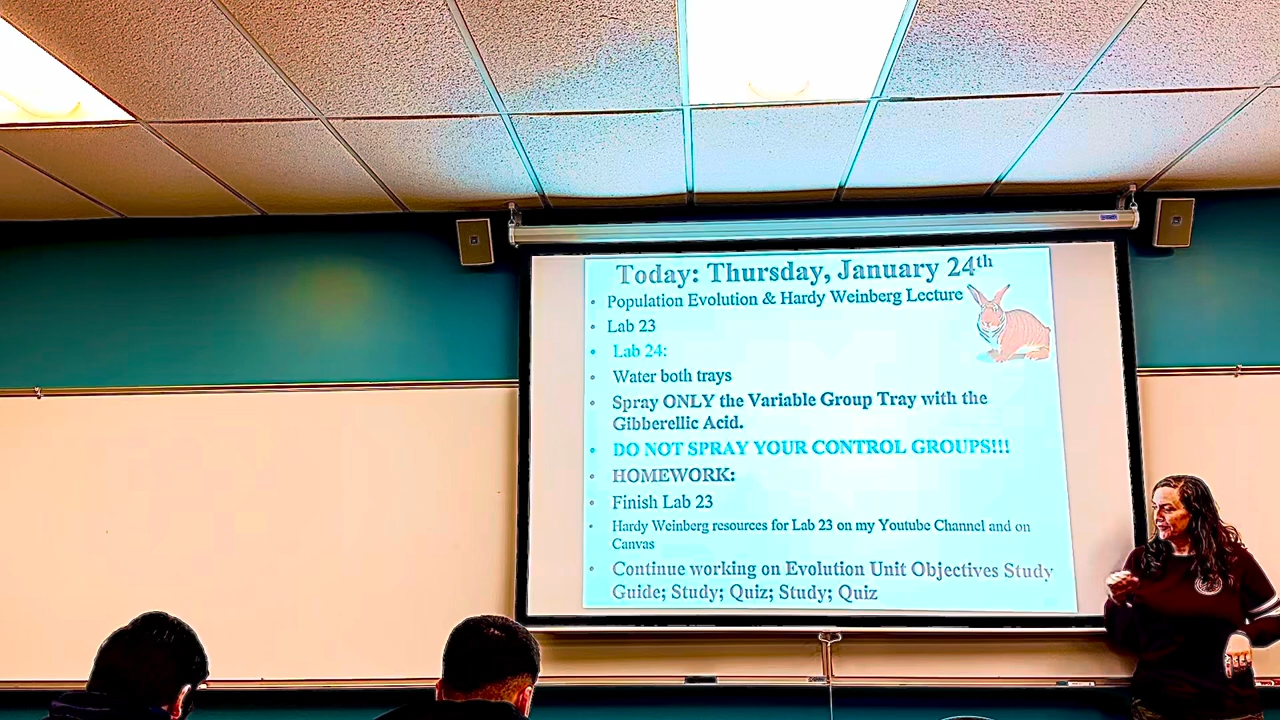 Today: Thursday, January 24th
• Population Evolution & Hardy Weinberg Lecture
• Lab 23
• Lab 24:
• Water both trays
• Spray ONLY the Variable Group Tray with the
Gibberellic Acid.
• DO NOT SPRAY YOUR CONTROL GROUPS!!!
• HOMEWORK:
• Finish Lab 23
• Hardy Weinberg resources for Lab 23 on my Youtube Channel and on
Canvas
• Continue working on Evolution Unit Objectives Study
Guide; Study; Quiz; Study; Quiz